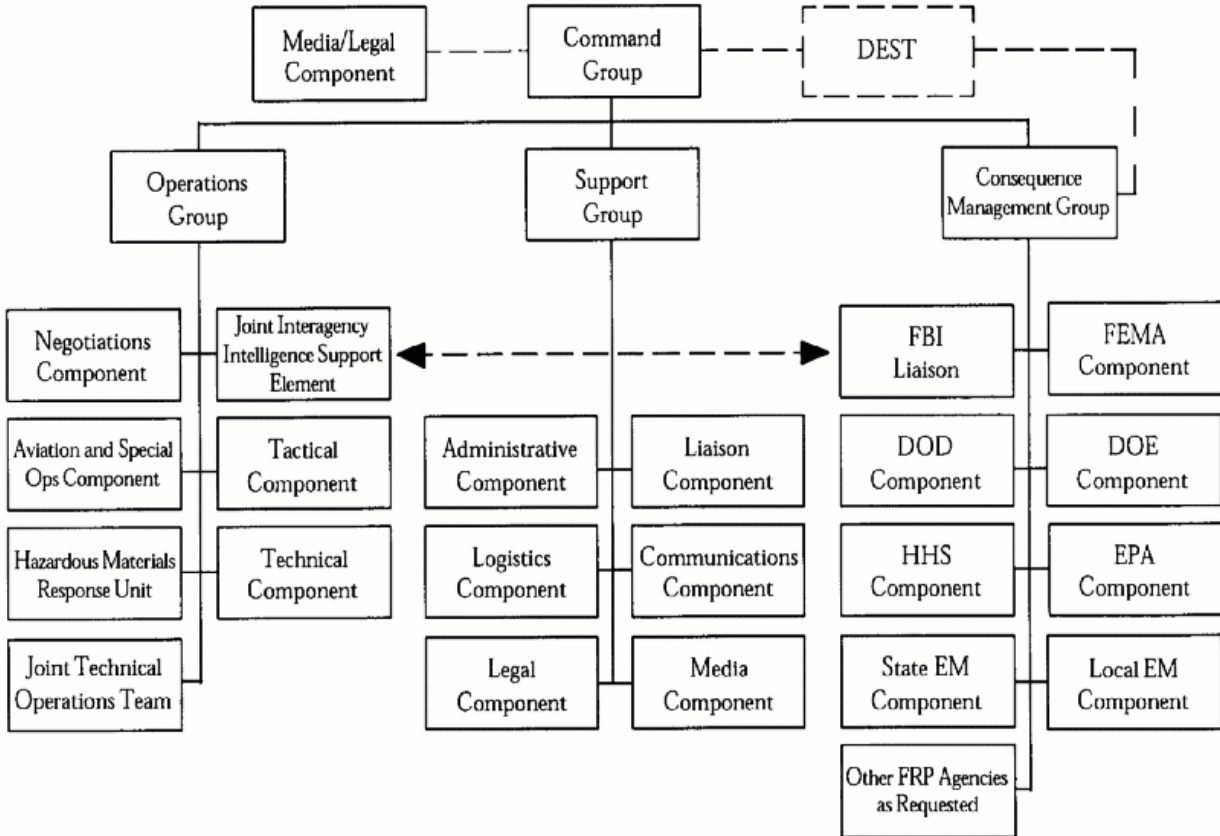 Media/Legal
Component
Command
Group
DEST
Operations
Group
Support
Group
Consequence
Management Group
Negotiations
Component
Joint Interagency
Intelligence Support
Element
FBI
Liaison
FEMA
Component
Aviation and Special
Ops Component
Tactical
Component
Administrative
Component
Liaison
Component
DOD
Component
DOE
Component
Hazardous Materials
Response Unit
Technical
Component
Logistics
Component
Communications
Component
HHS
Component
EPA
Component
Joint Technical
Operations Team
Legal
Component
Media
Component
State EM
Component
Local EM
Component
Other FRP Agencies
as Requested